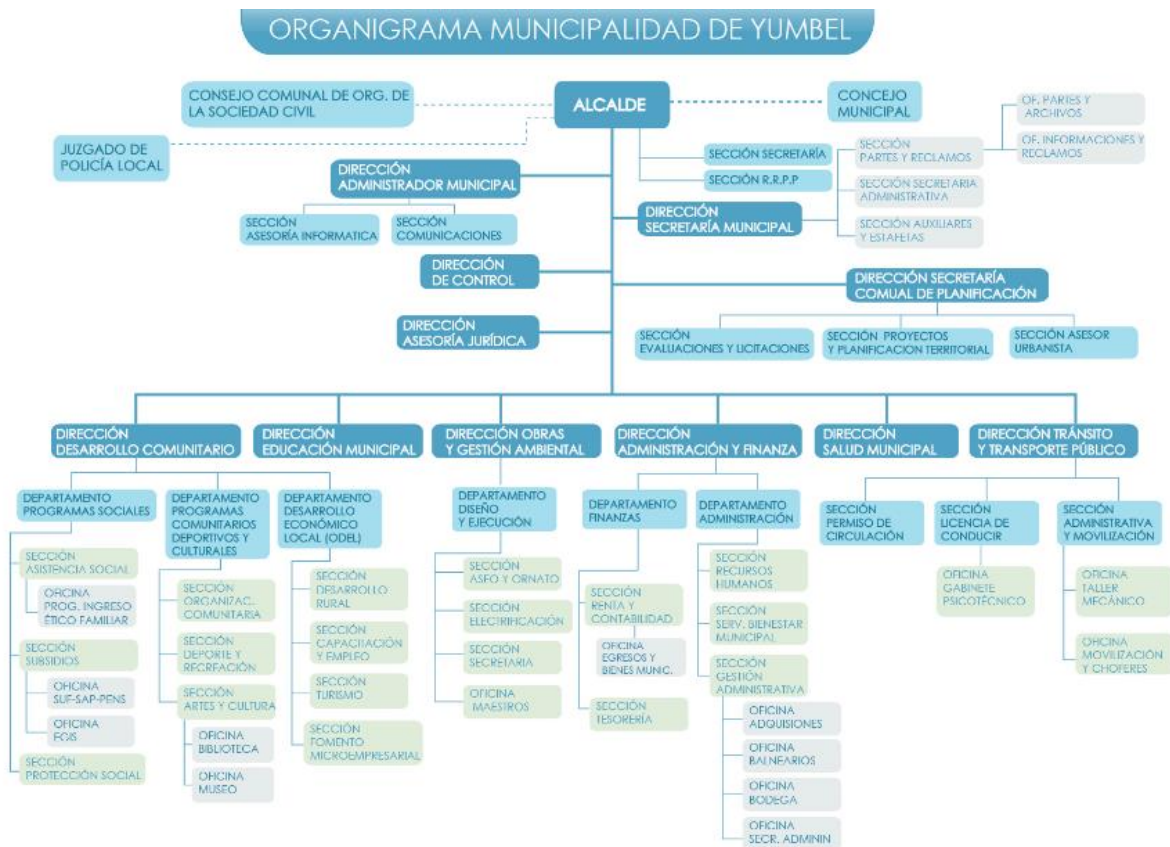 ORGANIGRAMA MUNICIPALIDAD DE YUMBEL
CONSEJO COMUNAL DE ORG. DE
LA SOCIEDAD CIVIL
ALCALDE
CONCEJO
MUNICIPAL
JUZGADO DE
POLICÍA LOCAL
SECCIÓN SECRETARÍA
SECCIÓN R.R.P.P
SECCIÓN
PARTES Y RECLAMOS
OF. PARTES Y
ARCHIVOS
OF. INFORMACIONES Y
RECLAMOS
SECCIÓN SECRETARIA
ADMINISTRATIVA
SECCIÓN AUXILIARES
Y ESTAFETAS
DIRECCIÓN
ADMINISTRADOR MUNICIPAL
SECCIÓN
ASESORÍA INFORMATICA
SECCIÓN
COMUNICACIONES
DIRECCIÓN
SECRETARÍA MUNICIPAL
DIRECCIÓN
DE CONTROL
DIRECCIÓN SECRETARÍA
COMUAL DE PLANIFICACIÓN
DIRECCIÓN
ASESORÍA JURÍDICA
SECCIÓN
EVALUACIONES Y LICITACIONES
SECCIÓN PROYECTOS
Y PLANIFICACION TERRITORIAL
SECCIÓN ASESOR
URBANISTA
DIRECCIÓN
DESARROLLO COMUNITARIO
DIRECCIÓN
EDUCACIÓN MUNICIPAL
DIRECCIÓN OBRAS
Y GESTIÓN AMBIENTAL
DIRECCIÓN
ADMINISTRACIÓN Y FINANZA
DIRECCIÓN
SALUD MUNICIPAL
DIRECCIÓN TRÁNSITO
Y TRANSPORTE PÚBLICO
DEPARTAMENTO
PROGRAMAS SOCIALES
SECCIÓN
ASISTENCIA SOCIAL
OFICINA
PROG. INGRESO
ÉTICO FAMILIAR
SECCIÓN
SUBSIDIOS
OFICINA
SUF-SAP-PENS
OFICINA
EGIS
SECCIÓN
PROTECCIÓN SOCIAL
DEPARTAMENTO
PROGRAMAS
COMUNITARIOS
DEPORTIVOS Y
CULTURALES
SECCIÓN
ORGANIZAC.
COMUNITARIA
SECCIÓN
DEPORTE Y
RECREACIÓN
SECCIÓN
ARTES Y CULTURA
OFICINA
BIBLIOTECA
OFICINA
MUSEO
DEPARTAMENTO
DESARROLLO
ECONÓMICO
LOCAL (ODEL)
SECCIÓN
DESARROLLO
RURAL
SECCIÓN
CAPACITACIÓN
Y EMPLEO
SECCIÓN
TURISMO
SECCIÓN
FOMENTO
MICROEMPRESARIAL
DEPARTAMENTO
DISEÑO
Y EJECUCIÓN
SECCIÓN
ASEO Y ORNATO
SECCIÓN
ELECTRIFICACIÓN
SECCIÓN
SECRETARIA
OFICINA
MAESTROS
DEPARTAMENTO
FINANZAS
SECCIÓN
RENTA Y
CONTABILIDAD
OFICINA
EGRESOS Y
BIENES MUNIC.
SECCIÓN
TESORERÍA
DEPARTAMENTO
ADMINISTRACIÓN
SECCIÓN
RECURSOS
HUMANOS
SECCIÓN
SERV. BIENESTAR
MUNICIPAL
SECCIÓN
GESTIÓN
ADMINISTRATIVA
OFICINA
ADQUISIONES
OFICINA
BALNEARIOS
OFICINA
BODEGA
OFICINA
SECR. ADMININ
SECCIÓN
PERMISO DE
CIRCULACIÓN
SECCIÓN
LICENCIA DE
CONDUCIR
OFICINA
GABINETE
PSICOTÉCNICO
SECCIÓN
ADMINISTRATIVA
Y MOVILIZACIÓN
OFICINA
TALLER
MECÁNICO
OFICINA
MOVILIZACIÓN
Y CHOFERES